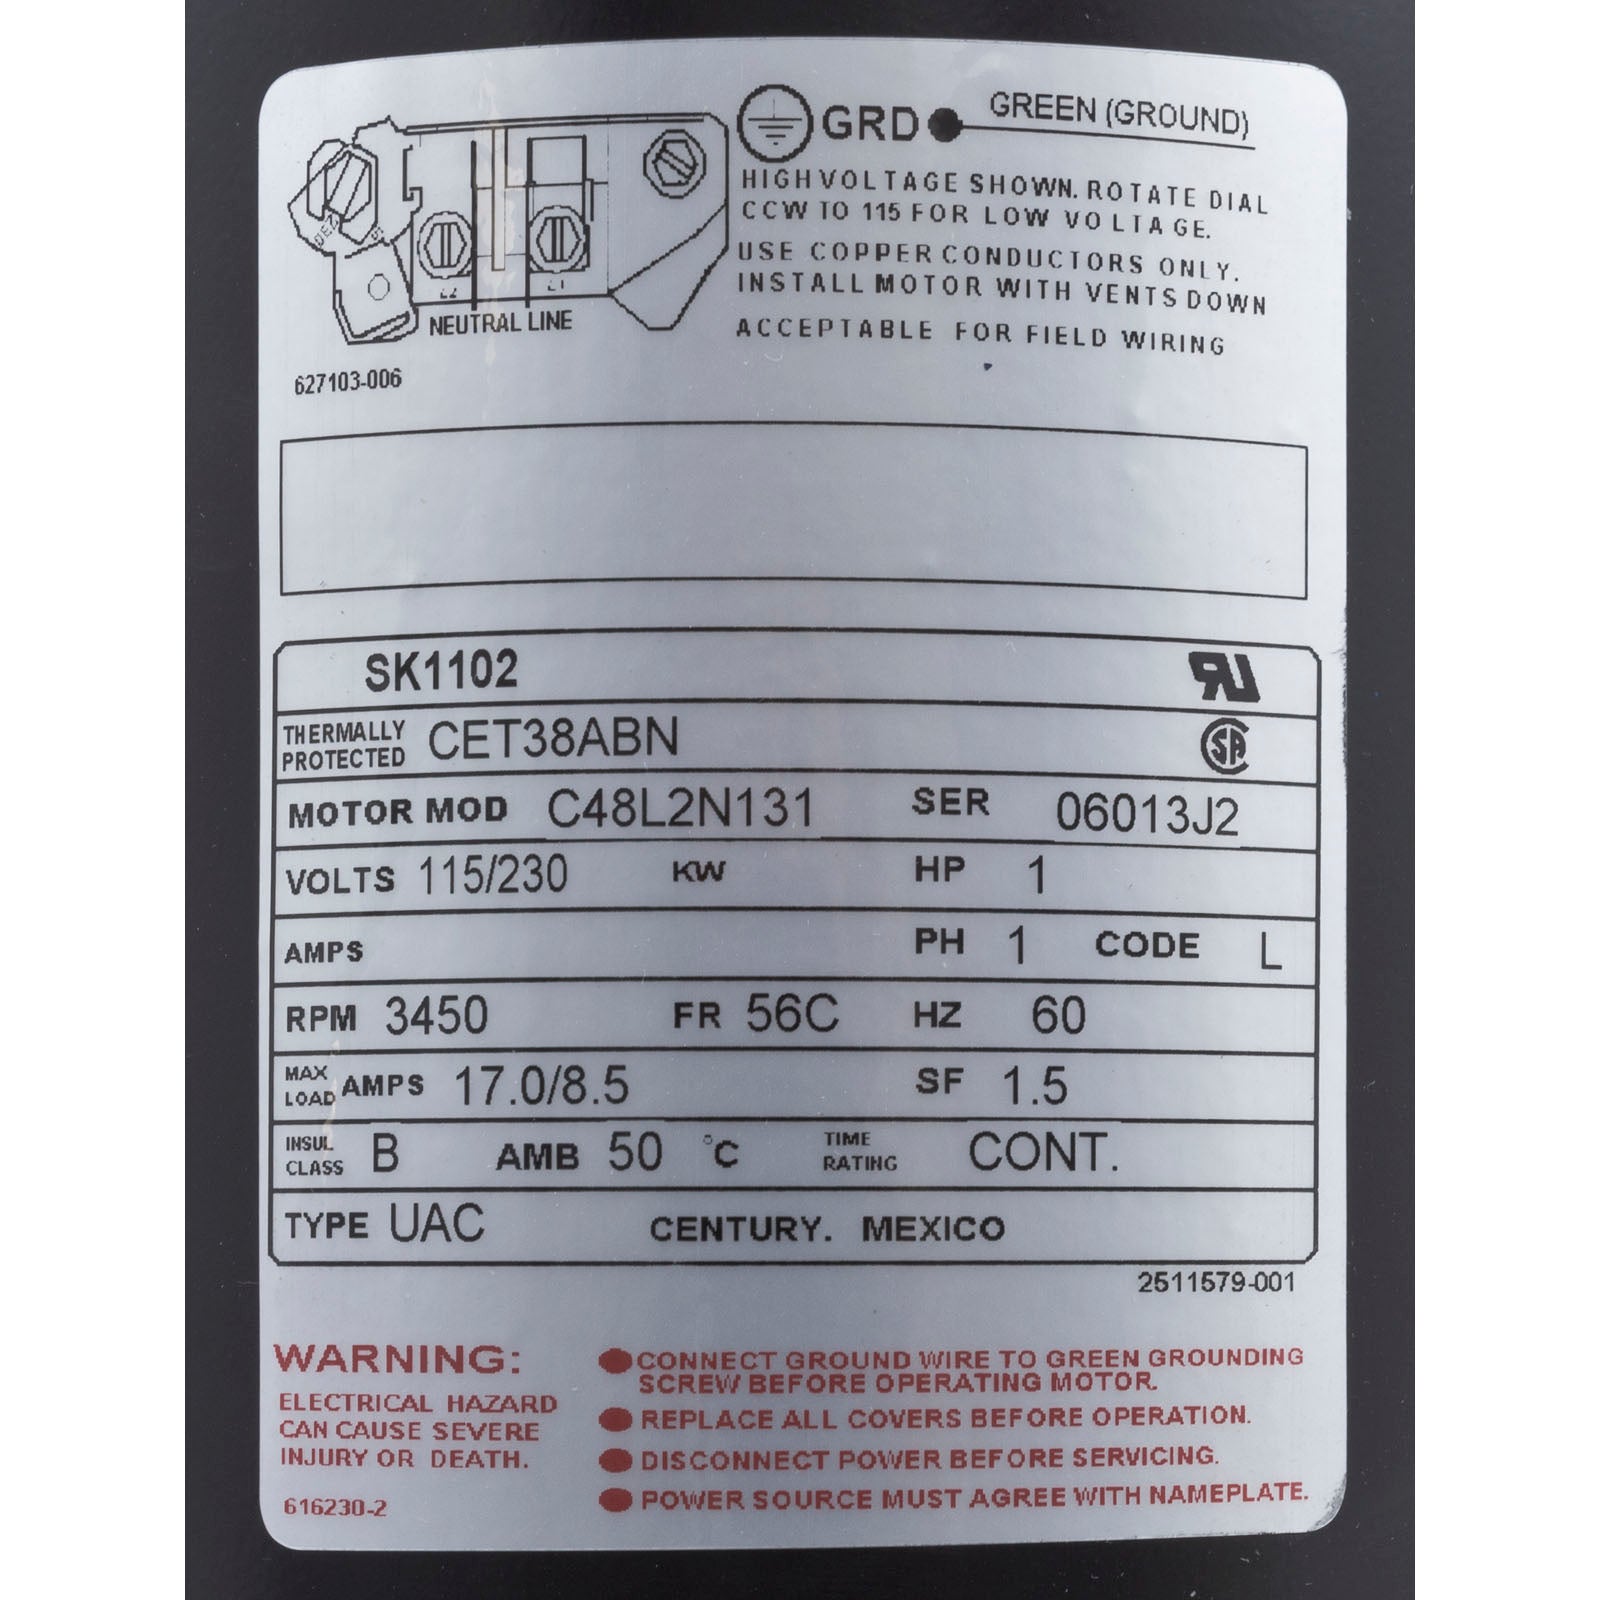 GRD GREEN (GROUND)
HIGH VOLTAGE SHOWN. ROTATE DIAL
CCW TO 115 FOR LOW VOLTAGE.
USE COPPER CONDUCTORS ONLY.
INSTALL MOTOR WITH VENTS DOWN
ACCEPTABLE FOR FIELD WIRING
L2 L1
NEUTRAL LINE
627103-006
SK1102
THERMALLY PROTECTED CET38ABN
MOTOR MOD C48L2N131 SER 06013J2
VOLTS 115/230 KW HP 1
AMPS PH 1 CODE L
RPM 3450 FR 56C HZ 60
MAX LOAD AMPS 17.0/8.5 SF 1.5
INSUL CLASS B AMB 50 °C TIME RATING CONT.
TYPE UAC CENTURY. MEXICO
2511579-001
WARNING:
ELECTRICAL HAZARD
CAN CAUSE SEVERE
INJURY OR DEATH.
616230-2
CONNECT GROUND WIRE TO GREEN GROUNDING
SCREW BEFORE OPERATING MOTOR.
REPLACE ALL COVERS BEFORE OPERATION.
DISCONNECT POWER BEFORE SERVICING.
POWER SOURCE MUST AGREE WITH NAMEPLATE.